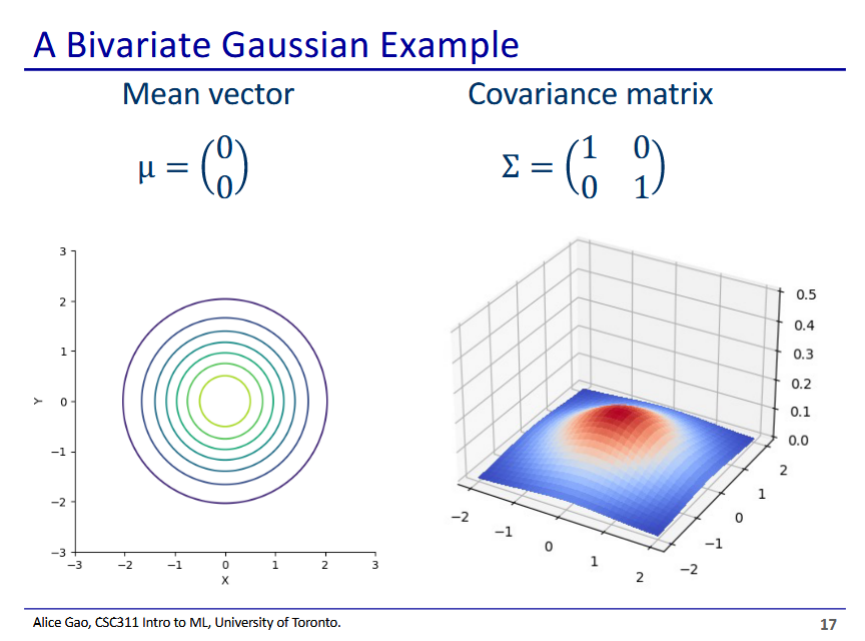 A Bivariate Gaussian Example
Mean vector
Covariance matrix
μ = (0
0)
Σ = (1 0
0 1)
3
2
1
0
−1
−2
−3
Y
−3 −2 −1 0 1 2 3
X
0.5
0.4
0.3
0.2
0.1
0.0
−2 −1 0 1 2
2
1
0
−1
−2
Alice Gao, CSC311 Intro to ML, University of Toronto.
17